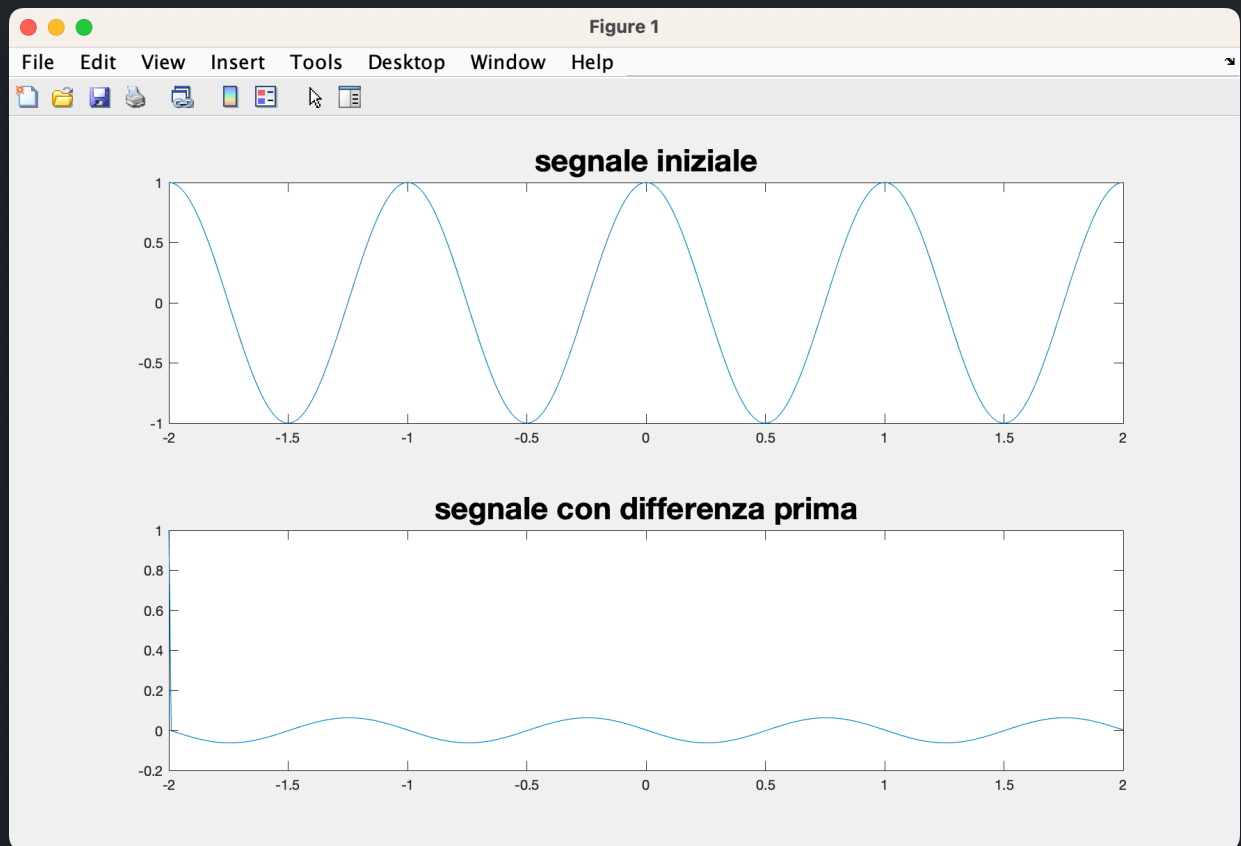 Figure 1
File Edit View Insert Tools Desktop Window Help
segnale iniziale
1
0.5
0
-0.5
-1
-2 -1.5 -1 -0.5 0 0.5 1 1.5 2
segnale con differenza prima
1
0.8
0.6
0.4
0.2
0
-0.2
-2 -1.5 -1 -0.5 0 0.5 1 1.5 2